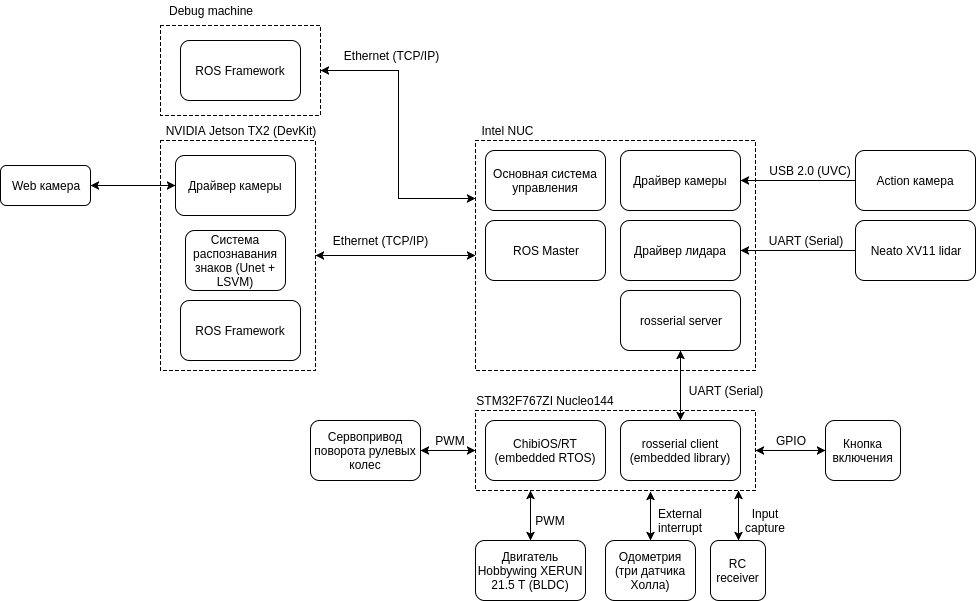 Debug machine
ROS Framework
Ethernet (TCP/IP)
NVIDIA Jetson TX2 (DevKit)
Web камера
Драйвер камеры
Система
распознавания
знаков (Unet +
LSVM)
ROS Framework
Ethernet (TCP/IP)
Intel NUC
Основная система
управления
Драйвер камеры
ROS Master
Драйвер лидара
rosserial server
USB 2.0 (UVC)
Action камера
UART (Serial)
Neato XV11 lidar
UART (Serial)
STM32F767ZI Nucleo144
Сервопривод
поворота рулевых
колес
PWM
ChibiOS/RT
(embedded RTOS)
rosserial client
(embedded library)
GPIO
Кнопка
включения
PWM
External
interrupt
Input
capture
Двигатель
Hobbywing XERUN
21.5 T (BLDC)
Одометрия
(три датчика
Холла)
RC
receiver